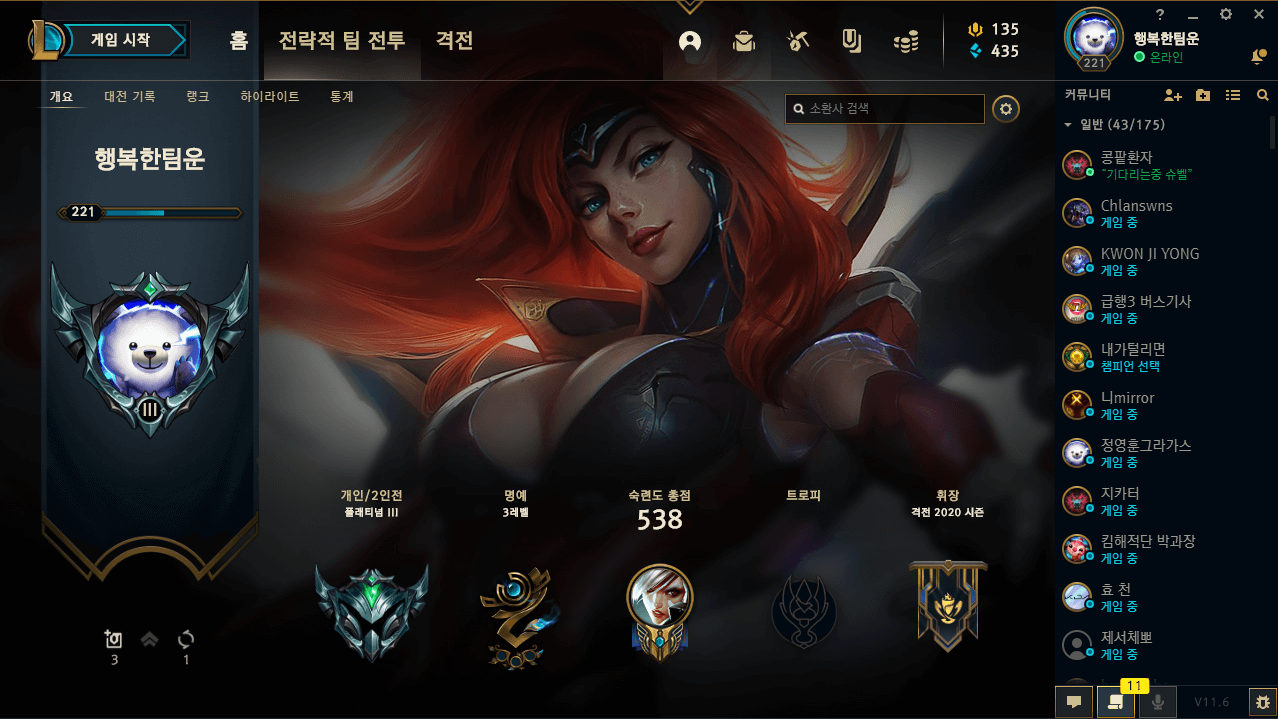 게임 시작
홈
전략적 팀 전투
격전
135
435
?
221
행복한팀운
온라인
개요
대전 기록
랭크
하이라이트
통계
소환사 검색
커뮤니티
일반 (43/175)
행복한팀운
221
III
콩팥환자
"기다리는중 슈벨"
Chlanswns
게임 중
KWON JI YONG
게임 중
급행3 버스기사
게임 중
내가털리면
챔피언 선택
니mirror
게임 중
정영훈그라가스
게임 중
지카터
게임 중
킴해적단 박과장
게임 중
효 천
게임 중
제서체뽀
게임 중
개인/2인전
플래티넘 III
명예
3레벨
숙련도 총점
538
트로피
휘장
격전 2020 시즌
3
1
11
V11.6